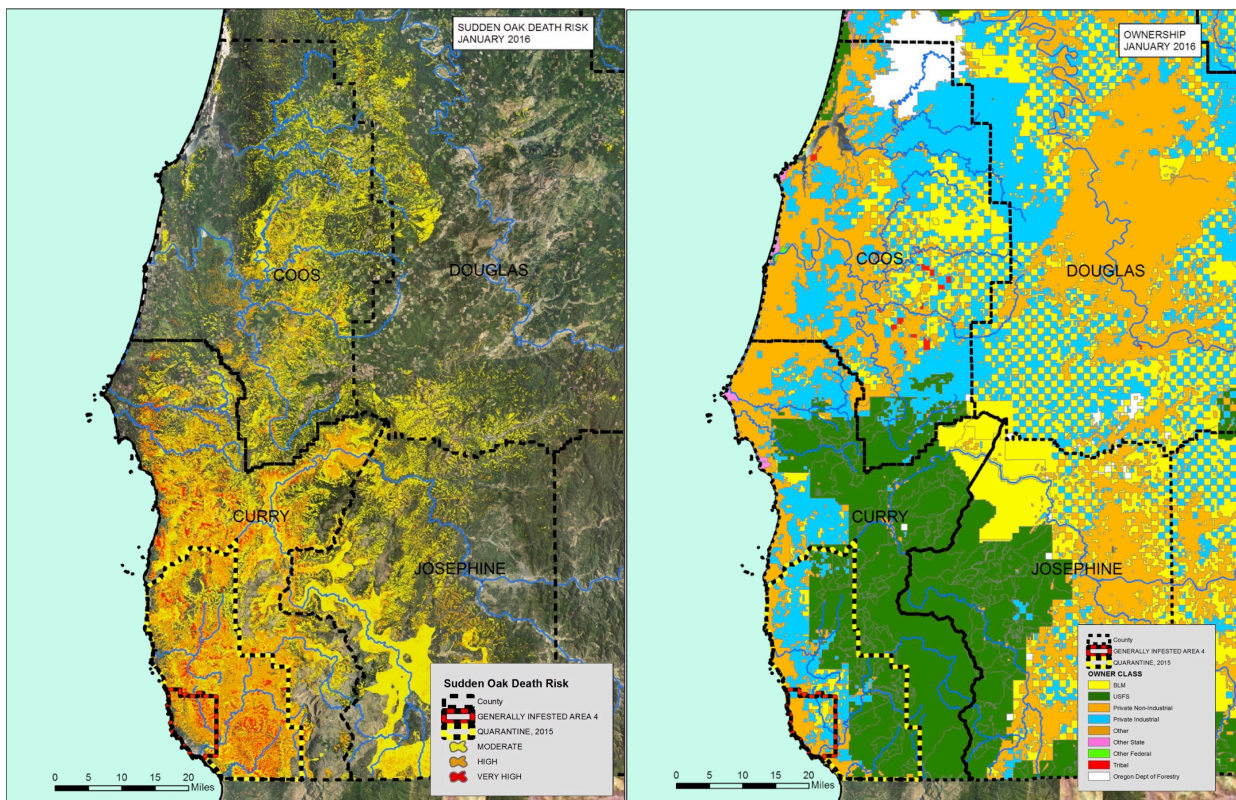 SUDDEN OAK DEATH RISK
JANUARY 2016
COOS
DOUGLAS
CURRY
JOSEPHINE
Sudden Oak Death Risk
County
GENERALLY INFESTED AREA 4
QUARANTINE, 2015
MODERATE
HIGH
VERY HIGH
0 5 10 15 20
Miles
OWNERSHIP
JANUARY 2016
COOS
DOUGLAS
CURRY
JOSEPHINE
County
GENERALLY INFESTED AREA 4
QUARANTINE, 2015
OWNER CLASS
BLM
USFS
Private Non-Industrial
Private Industrial
Other
Other State
Other Federal
Tribal
Oregon Dept of Forestry
0 5 10 15 20
Miles